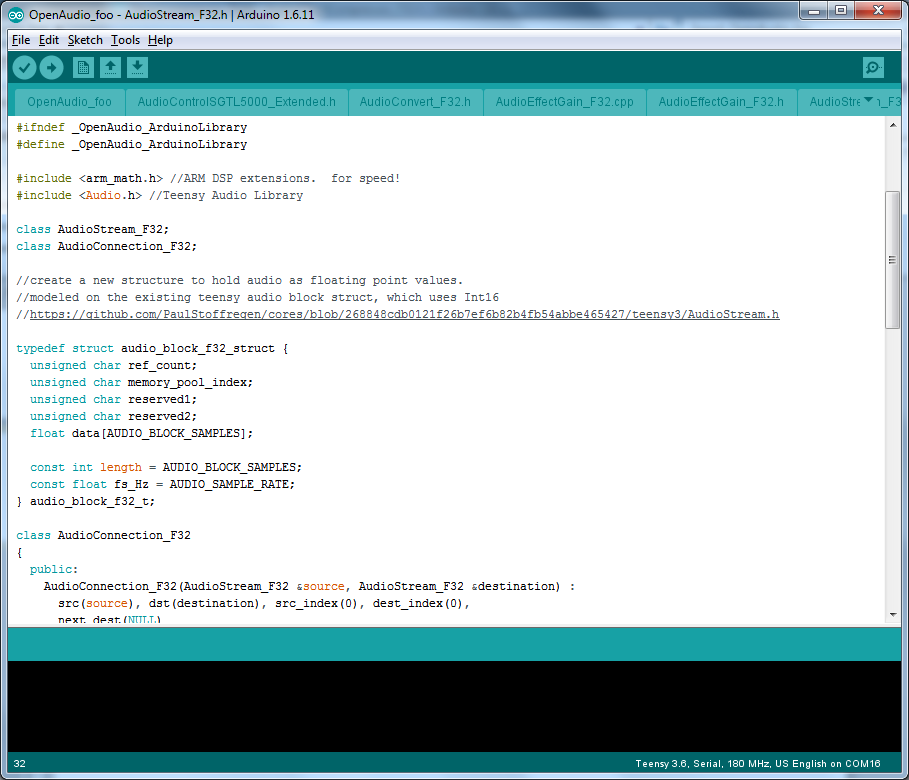 OpenAudio_foo - AudioStream_F32.h | Arduino 1.6.11
File Edit Sketch Tools Help
OpenAudio_foo AudioControlSGTL5000_Extended.h AudioConvert_F32.h AudioEffectGain_F32.cpp AudioEffectGain_F32.h
#ifndef _OpenAudio_ArduinoLibrary
#define _OpenAudio_ArduinoLibrary
#include <arm_math.h> //ARM DSP extensions.  for speed!
#include <Audio.h> //Teensy Audio Library
class AudioStream_F32;
class AudioConnection_F32;
//create a new structure to hold audio as floating point values.
//modeled on the existing teensy audio block struct, which uses Int16
//https://github.com/PaulStoffregen/cores/blob/268848cdb0121f26b7ef6b82b4fb54abbe465427/teensy3/AudioStream.h
typedef struct audio_block_f32_struct {
unsigned char ref_count;
unsigned char memory_pool_index;
unsigned char reserved1;
unsigned char reserved2;
float data[AUDIO_BLOCK_SAMPLES];
const int length = AUDIO_BLOCK_SAMPLES;
const float fs_Hz = AUDIO_SAMPLE_RATE;
} audio_block_f32_t;
class AudioConnection_F32
{
public:
AudioConnection_F32(AudioStream_F32 &source, AudioStream_F32 &destination) :
src(source), dst(destination), src_index(0), dest_index(0),
next_dest(NULL)
32
Teensy 3.6, Serial, 180 MHz, US English on COM16